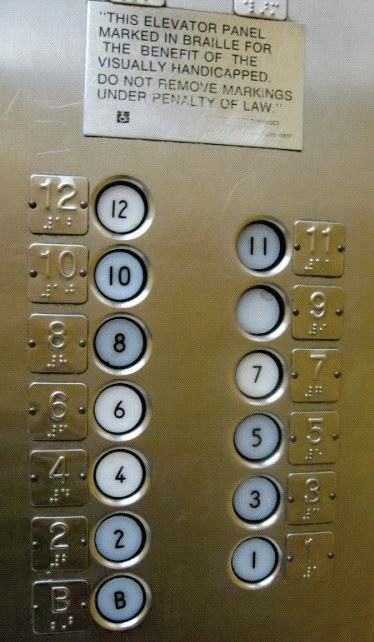 "THIS ELEVATOR PANEL
MARKED IN BRAILLE FOR
THE BENEFIT OF THE
VISUALLY HANDICAPPED.
DO NOT REMOVE MARKINGS
UNDER PENALTY OF LAW."
12 12
11 11
10 10
9
8 8
7 7
6 6
5 5
4 4
3 3
2 2
1 1
B B